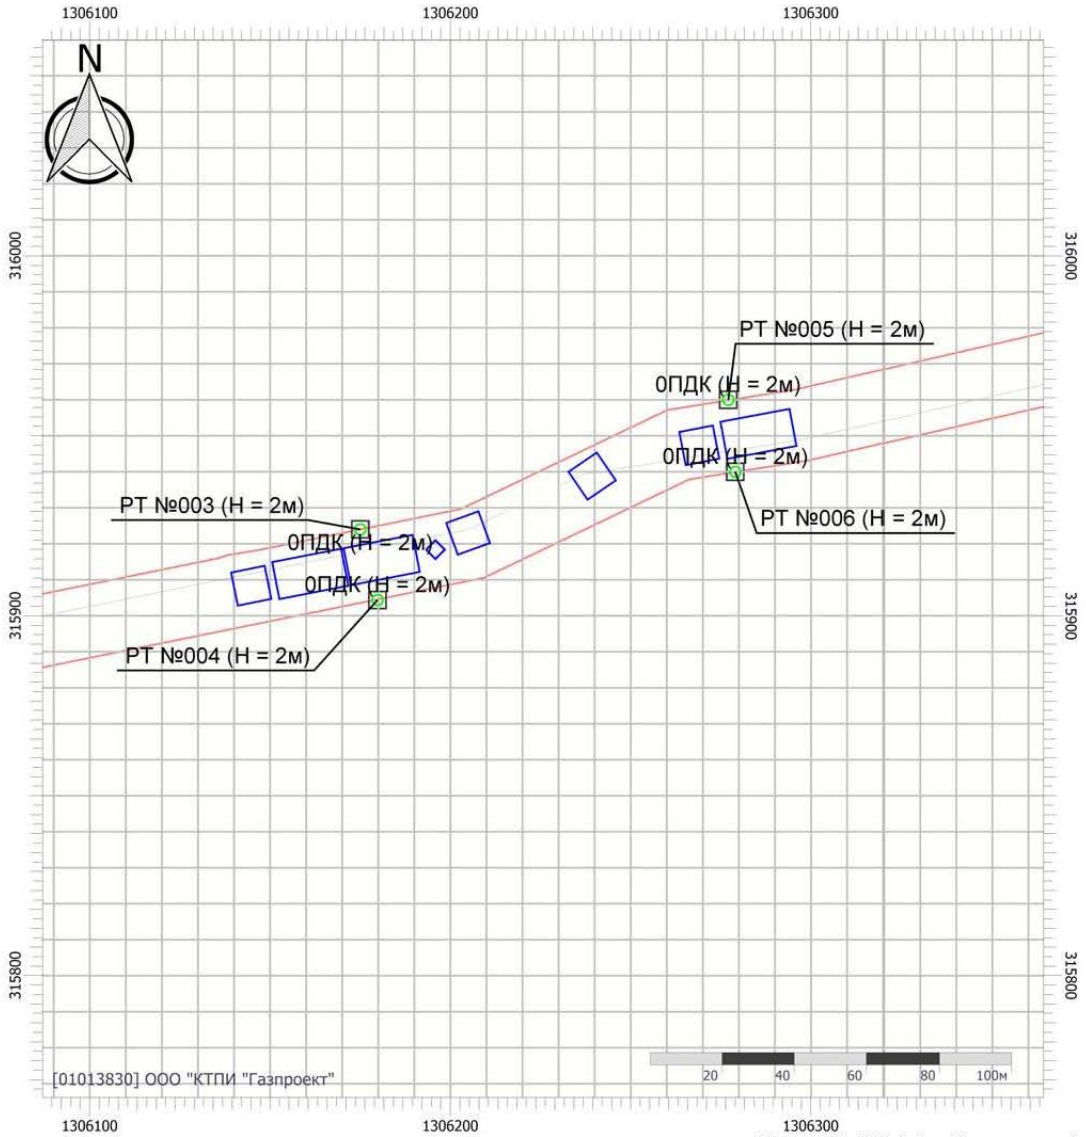 1306100
1306200
1306300
N
316000
316000
РТ №005 (Н = 2м)
0ПДК (Н = 2м)
0ПДК (Н = 2м)
РТ №003 (Н = 2м)
РТ №006 (Н = 2м)
0ПДК (Н = 2м)
0ПДК (Н = 2м)
315900
315900
РТ №004 (Н = 2м)
315800
315800
[01013830] ООО "КТПИ "Газпроект"
20
40
60
80
100м
1306100
1306200
1306300